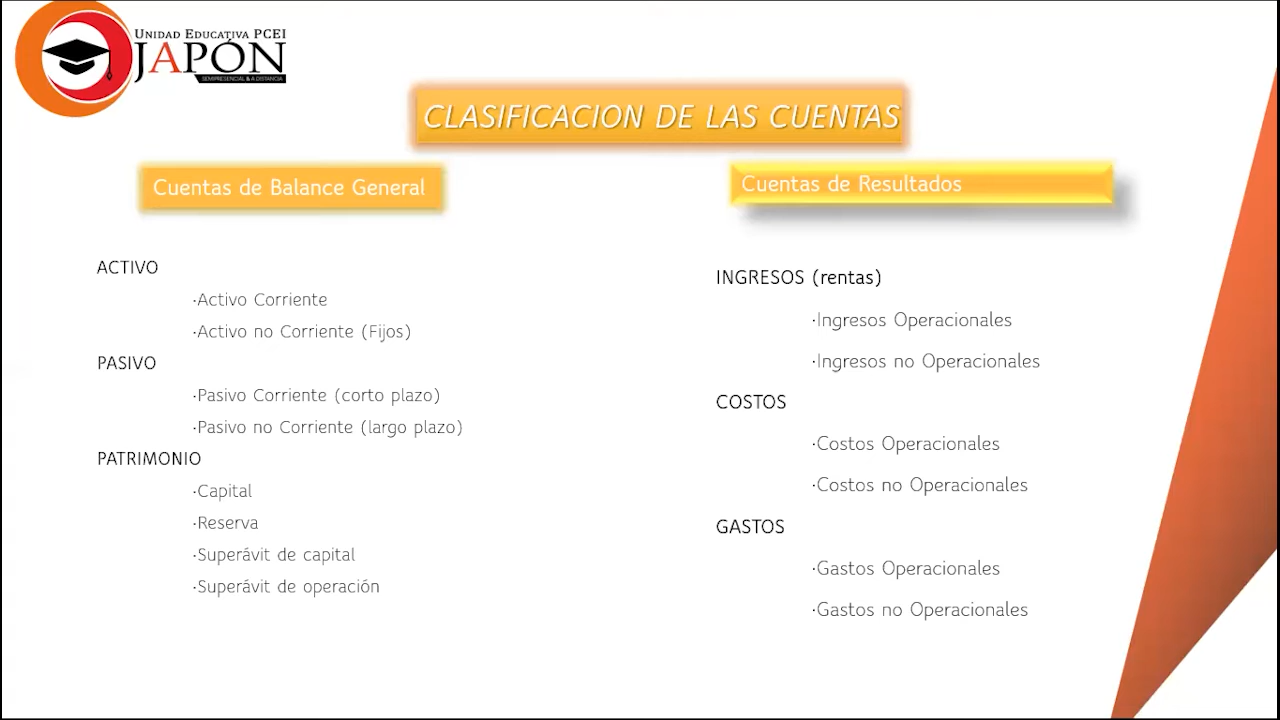 UNIDAD EDUCATIVA PCEI
JAPÓN
SEMIPRESENCIAL & A DISTANCIA
CLASIFICACION DE LAS CUENTAS
Cuentas de Balance General
ACTIVO
·Activo Corriente
·Activo no Corriente (Fijos)
PASIVO
·Pasivo Corriente (corto plazo)
·Pasivo no Corriente (largo plazo)
PATRIMONIO
·Capital
·Reserva
·Superávit de capital
·Superávit de operación
Cuentas de Resultados
INGRESOS (rentas)
·Ingresos Operacionales
·Ingresos no Operacionales
COSTOS
·Costos Operacionales
·Costos no Operacionales
GASTOS
·Gastos Operacionales
·Gastos no Operacionales